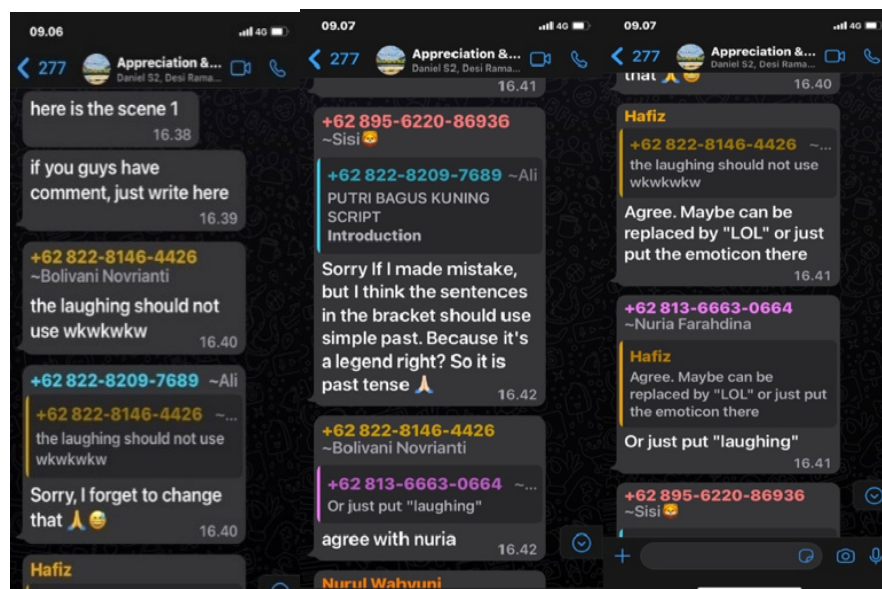 09.06
4G
277
Appreciation &...
Daniel S2, Desi Rama...
here is the scene 1
16.38
if you guys have
comment, just write here
16.39
+62 822-8146-4426
~Bolivani Novrianti
the laughing should not
use wkwkwkw
16.40
+62 822-8209-7689 ~Ali
+62 822-8146-4426 ~...
the laughing should not use
wkwkwkw
Sorry, I forget to change
that 🙏😅
16.40
Hafiz
09.07
4G
277
Appreciation &...
Daniel S2, Desi Rama...
16.41
+62 895-6220-86936
~Sisi🦁
+62 822-8209-7689 ~Ali
PUTRI BAGUS KUNING
SCRIPT
Introduction
Sorry If I made mistake,
but I think the sentences
in the bracket should use
simple past. Because it's
a legend right? So it is
past tense 🙏
16.42
+62 822-8146-4426
~Bolivani Novrianti
+62 813-6663-0664 ~...
Or just put "laughing"
agree with nuria
16.42
Nurul Wahyuni
09.07
4G
277
Appreciation &...
Daniel S2, Desi Rama...
that 🙏😅
16.40
Hafiz
+62 822-8146-4426 ~...
the laughing should not use
wkwkwkw
Agree. Maybe can be
replaced by "LOL" or just
put the emoticon there
16.41
+62 813-6663-0664
~Nuria Farahdina
Hafiz
Agree. Maybe can be
replaced by "LOL" or just put
the emoticon there
Or just put "laughing"
16.41
+62 895-6220-86936
~Sisi🦁